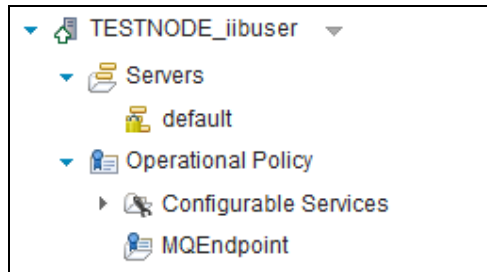 TESTNODE_iibuser
Servers
default
Operational Policy
Configurable Services
MQEndpoint